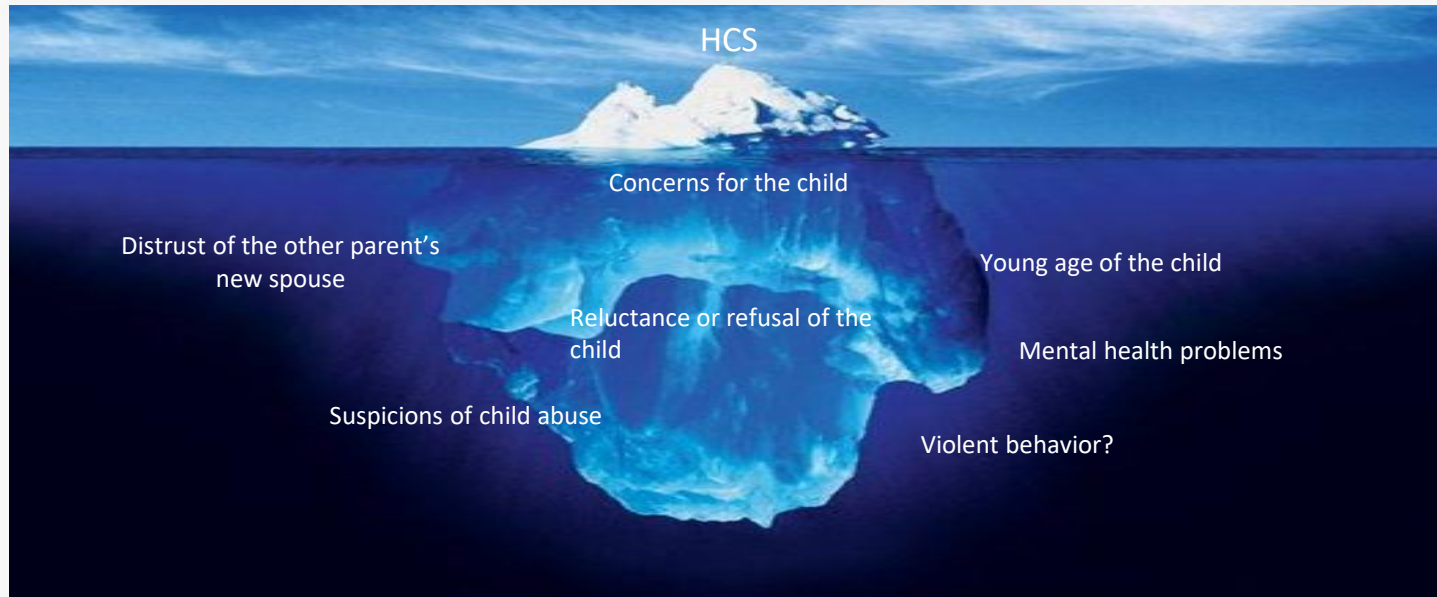 HCS
Concerns for the child
Distrust of the other parent’s
new spouse
Young age of the child
Reluctance or refusal of the
child
Mental health problems
Suspicions of child abuse
Violent behavior?